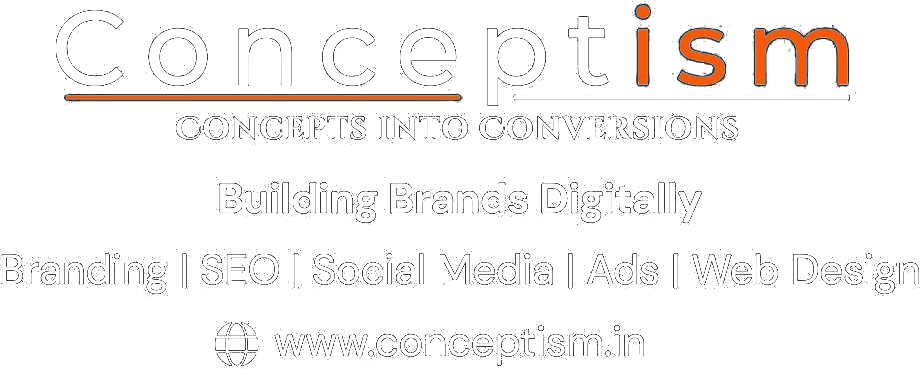 Conceptism
CONCEPTS INTO CONVERSIONS
Building Brands Digitally
Branding | SEO | Social Media | Ads | Web Design
www.conceptism.in